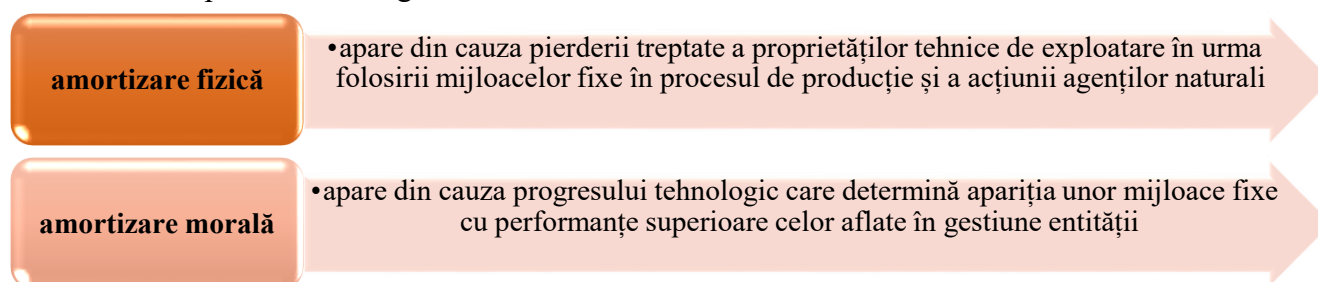 amortizare fizică
•apare din cauza pierderii treptate a proprietăților tehnice de exploatare în urma
folosirii mijloacelor fixe în procesul de producție și a acțiunii agenților naturali
amortizare morală
•apare din cauza progresului tehnologic care determină apariția unor mijloace fixe
cu performanțe superioare celor aflate în gestiune entității